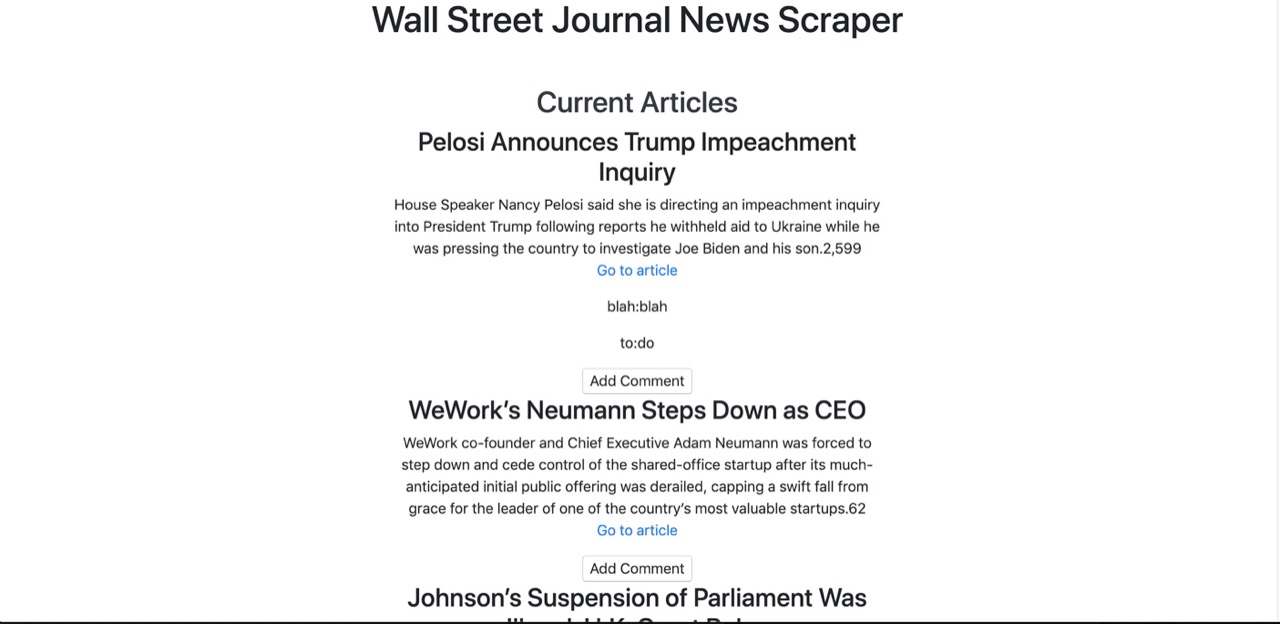 Wall Street Journal News Scraper
Current Articles
Pelosi Announces Trump Impeachment
Inquiry
House Speaker Nancy Pelosi said she is directing an impeachment inquiry
into President Trump following reports he withheld aid to Ukraine while he
was pressing the country to investigate Joe Biden and his son.2,599
Go to article
blah:blah
to:do
Add Comment
WeWork’s Neumann Steps Down as CEO
WeWork co-founder and Chief Executive Adam Neumann was forced to
step down and cede control of the shared-office startup after its much-
anticipated initial public offering was derailed, capping a swift fall from
grace for the leader of one of the country’s most valuable startups.62
Go to article
Add Comment
Johnson’s Suspension of Parliament Was